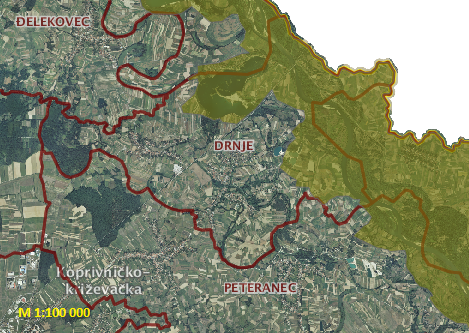 ĐELEKOVEC
DRNJE
Koprivničko-
križevačka
PETERANEC
M 1:100 000